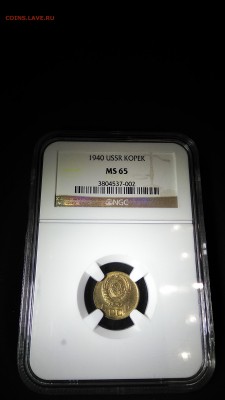 COINS.LAVE.RU
1940 USSR KOPEK
MS 65
3804537-002
NGC